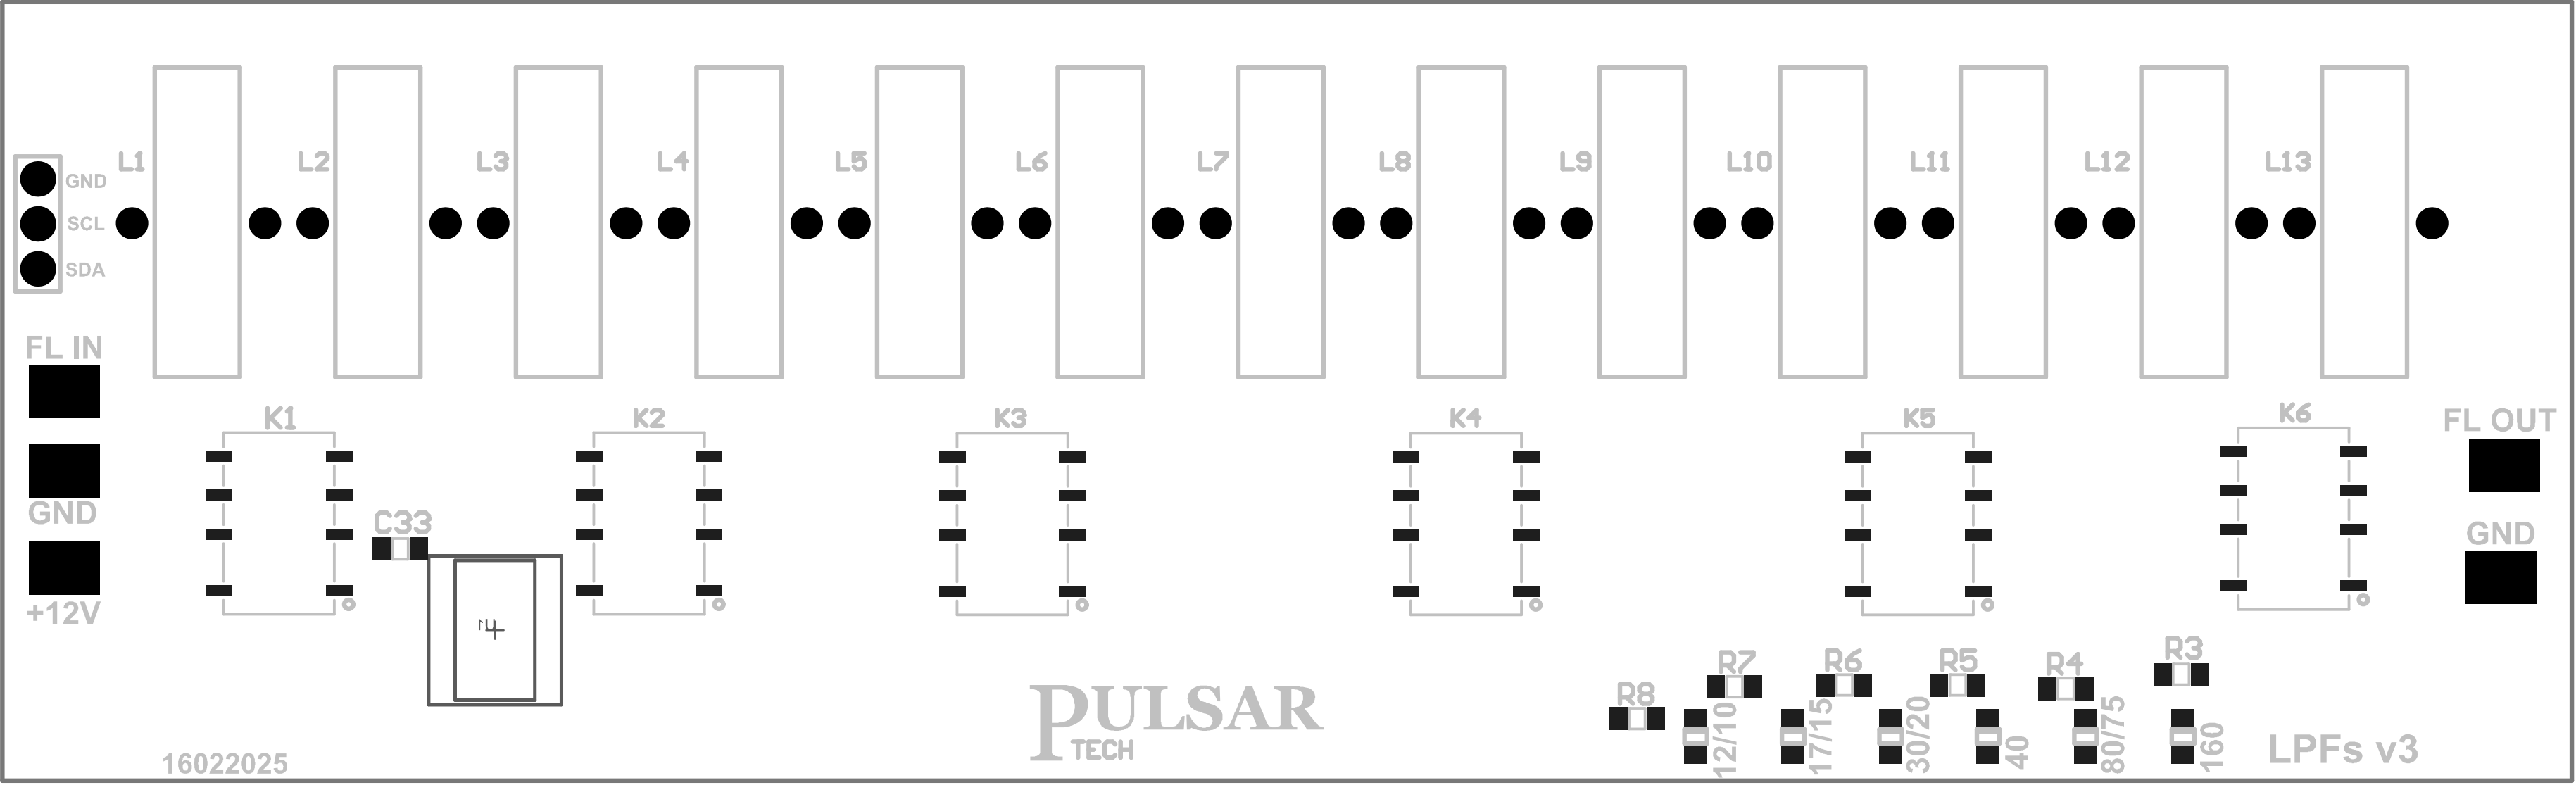 L1 L2 L3 L4 L5 L6 L7 L8 L9 L10 L11 L12 L13
GND
SCL
SDA
FL IN
GND
+12V
K1 K2 K3 K4 K5 K6
FL OUT
GND
C33
R8 R7 R6 R5 R4 R3
12/10 17/15 30/20 40 80/75 160
PULSAR
TECH
16022025
LPFs v3